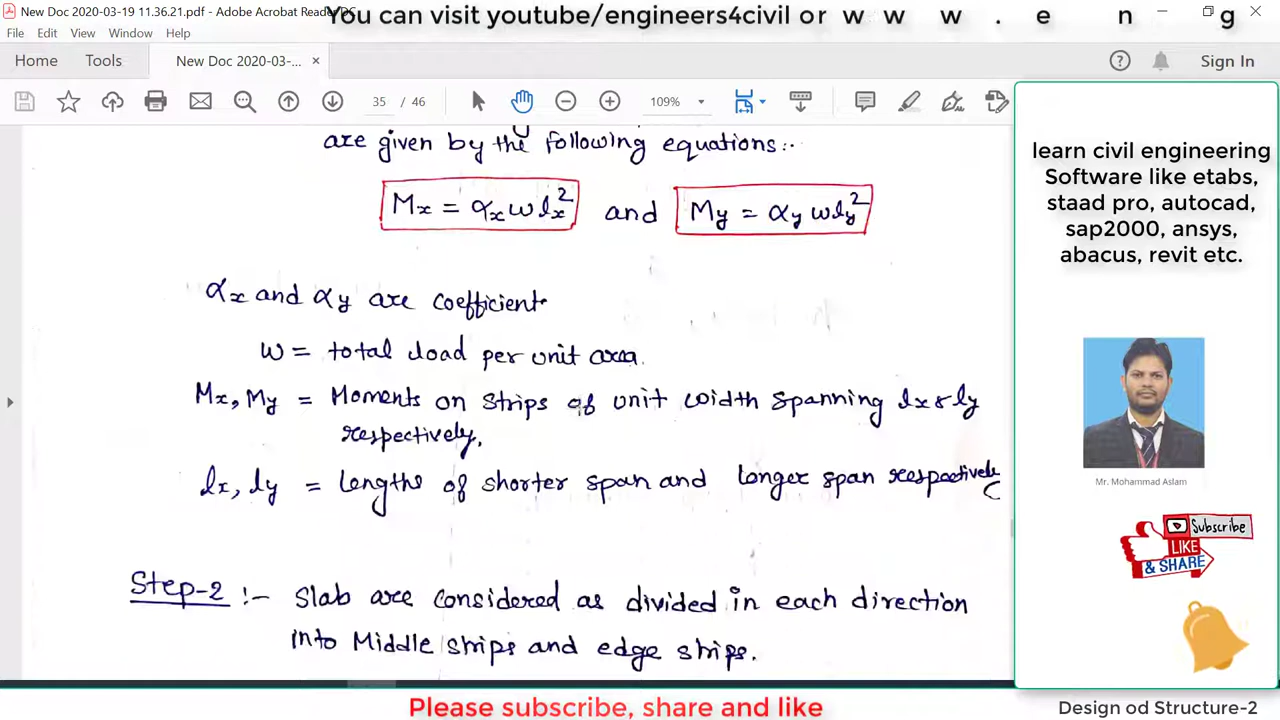 New Doc 2020-03-19 11.36.21.pdf - Adobe Acrobat Reader DC
You can visit youtube/engineers4civil or w w w . e n g
File Edit View Window Help
Home Tools New Doc 2020-03-... × Sign In
35 / 46 109%
are given by the following equations:-
Mx = αx w lx² and My = αy w ly²
αx and αy are coefficient
w = total load per unit area.
Mx, My = Moments on strips of unit width spanning lx & ly
respectively.
lx, ly = lengths of shorter span and longer span respectively
Step-2 :- Slab are considered as divided in each direction
into Middle strips and edge strips.
learn civil engineering
Software like etabs,
staad pro, autocad,
sap2000, ansys,
abacus, revit etc.
Mr. Mohammad Aslam
Subscribe
LIKE
& SHARE
Please subscribe, share and like
Design od Structure-2